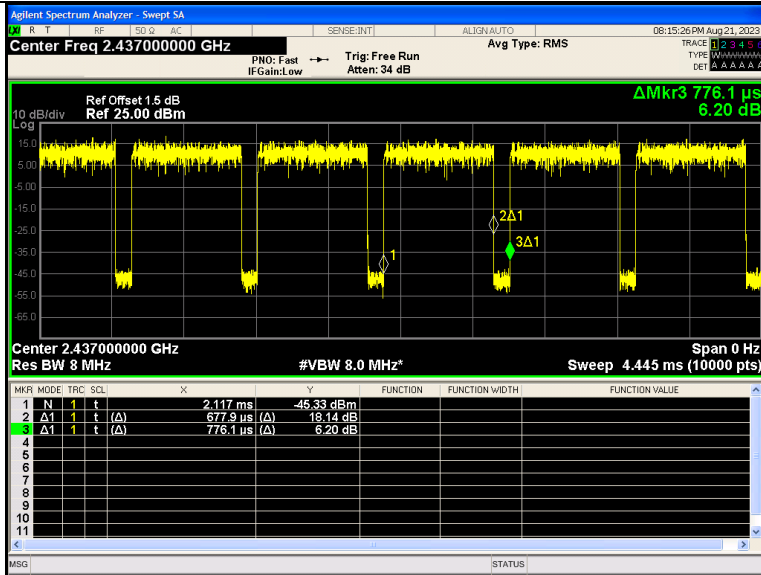 Agilent Spectrum Analyzer - Swept SA
LXI R T RF 50 Ω AC SENSE:INT ALIGN AUTO 08:15:26 PM Aug 21, 2023
Center Freq 2.437000000 GHz Avg Type: RMS TRACE 1 2 3 4 5 6
PNO: Fast Trig: Free Run TYPE
IFGain:Low Atten: 34 dB DET A A A A A
ΔMkr3 776.1 µs
6.20 dB
Ref Offset 1.5 dB
10 dB/div Ref 25.00 dBm
Log
15.0
5.00
-5.00
-15.0
2Δ1
-25.0
3Δ1
-35.0
1
-45.0
-55.0
-65.0
Center 2.437000000 GHz Span 0 Hz
Res BW 8 MHz #VBW 8.0 MHz* Sweep 4.445 ms (10000 pts)
MKR MODE TRC SCL X Y FUNCTION FUNCTION WIDTH FUNCTION VALUE
1 N 1 t 2.117 ms -45.33 dBm
2 Δ1 1 t (Δ) 677.9 µs (Δ) 18.14 dB
3 Δ1 1 t (Δ) 776.1 µs (Δ) 6.20 dB
4
5
6
7
8
9
10
11
MSG STATUS